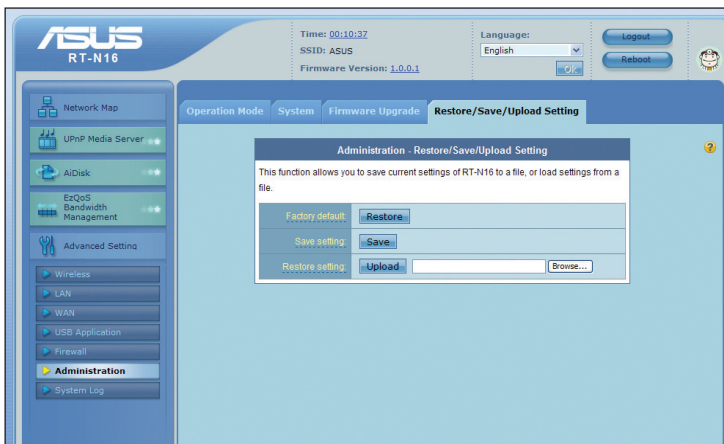 ASUS
RT-N16
Time: 00:10:37
SSID: ASUS
Firmware Version: 1.0.0.1
Language:
English
OK
Logout
Reboot
Network Map
UPnP Media Server
AiDisk
EzQoS
Bandwidth
Management
Advanced Setting
Wireless
LAN
WAN
USB Application
Firewall
Administration
System Log
Operation Mode
System
Firmware Upgrade
Restore/Save/Upload Setting
Administration - Restore/Save/Upload Setting
This function allows you to save current settings of RT-N16 to a file, or load settings from a
file.
Factory default: Restore
Save setting: Save
Restore setting: Upload Browse...
?